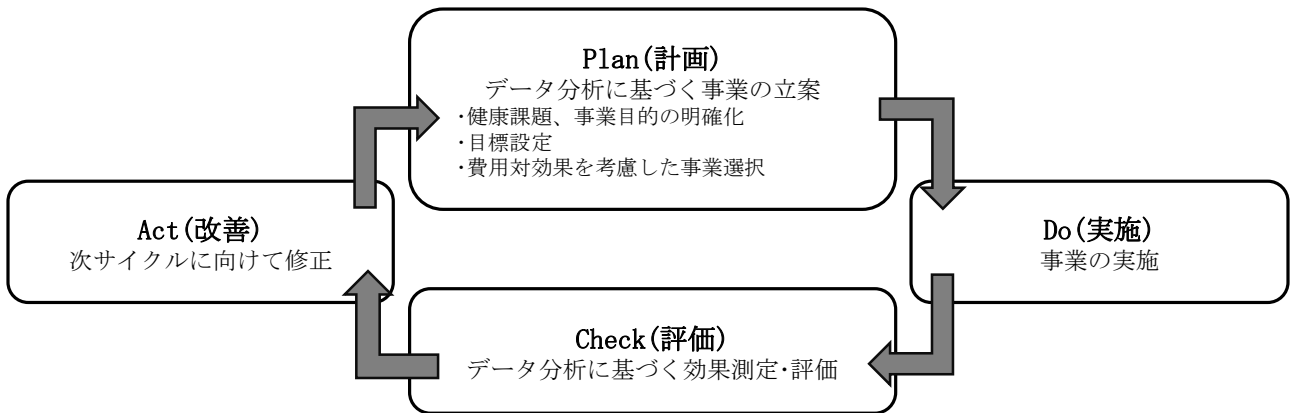 Plan(計画)
データ分析に基づく事業の立案
・健康課題、事業目的の明確化
・目標設定
・費用対効果を考慮した事業選択
Act(改善)
次サイクルに向けて修正
Do(実施)
事業の実施
Check(評価)
データ分析に基づく効果測定・評価